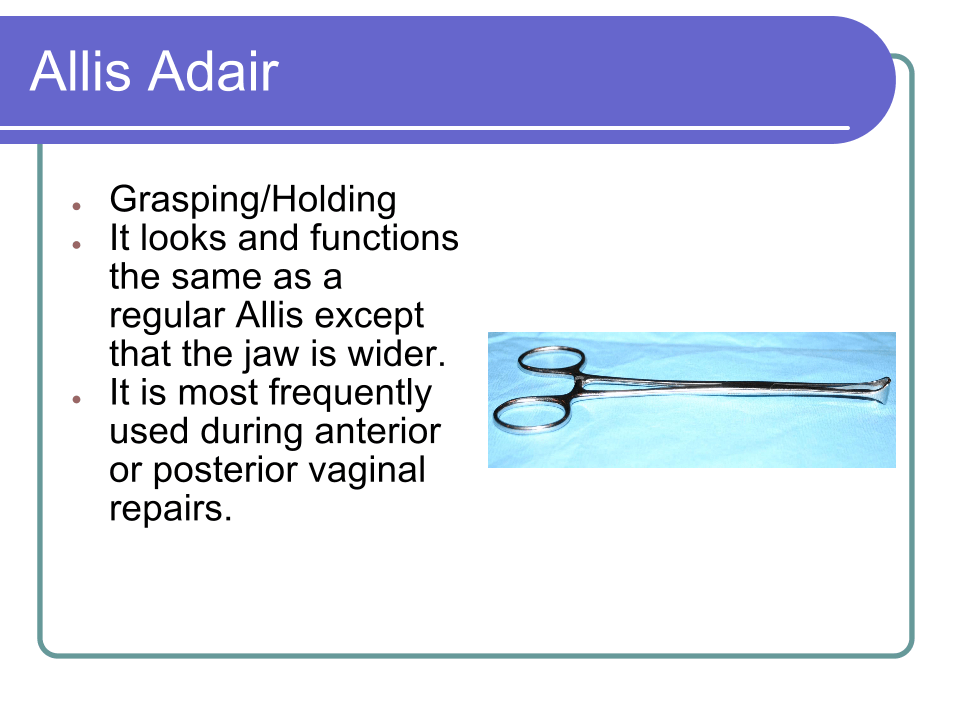 Allis Adair
● Grasping/Holding
● It looks and functions
the same as a
regular Allis except
that the jaw is wider.
● It is most frequently
used during anterior
or posterior vaginal
repairs.